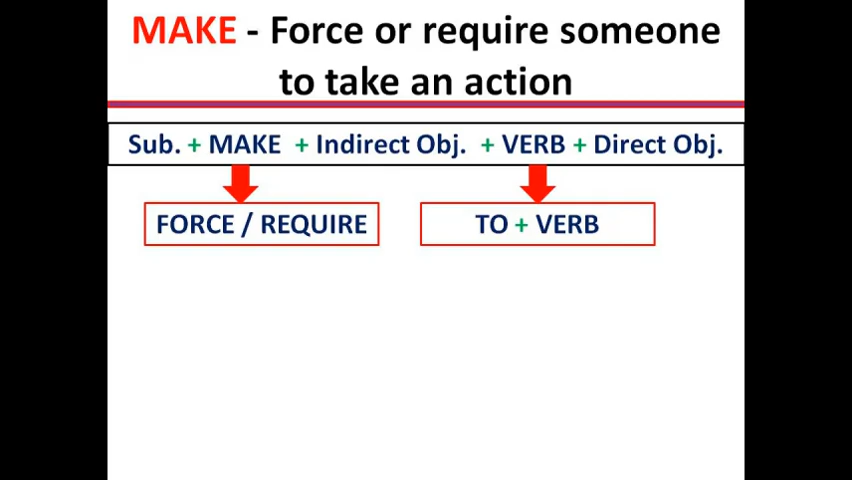 MAKE - Force or require someone
to take an action
Sub. + MAKE + Indirect Obj. + VERB + Direct Obj.
FORCE / REQUIRE
TO + VERB